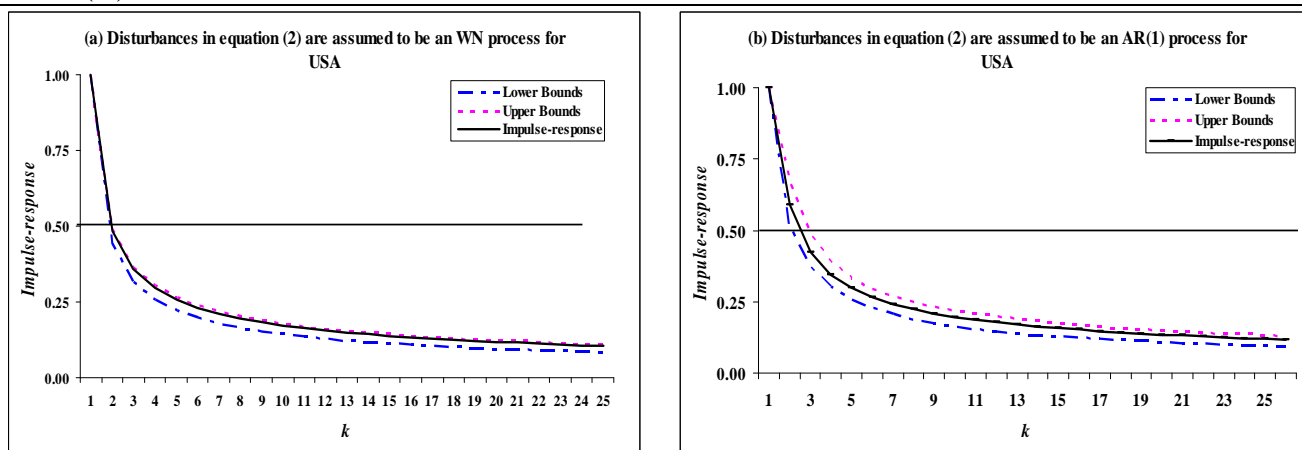 (a) Disturbances in equation (2) are assumed to be an WN process for
USA
1.00
0.75
0.50
0.25
0.00
Impulse-response
Lower Bounds
Upper Bounds
Impulse-response
1 2 3 4 5 6 7 8 9 10 11 12 13 14 15 16 17 18 19 20 21 22 23 24 25
k
(b) Disturbances in equation (2) are assumed to be an AR(1) process for
USA
1.00
0.75
0.50
0.25
0.00
Impulse-response
Lower Bounds
Upper Bounds
Impulse-response
1 3 5 7 9 11 13 15 17 19 21 23 25
k